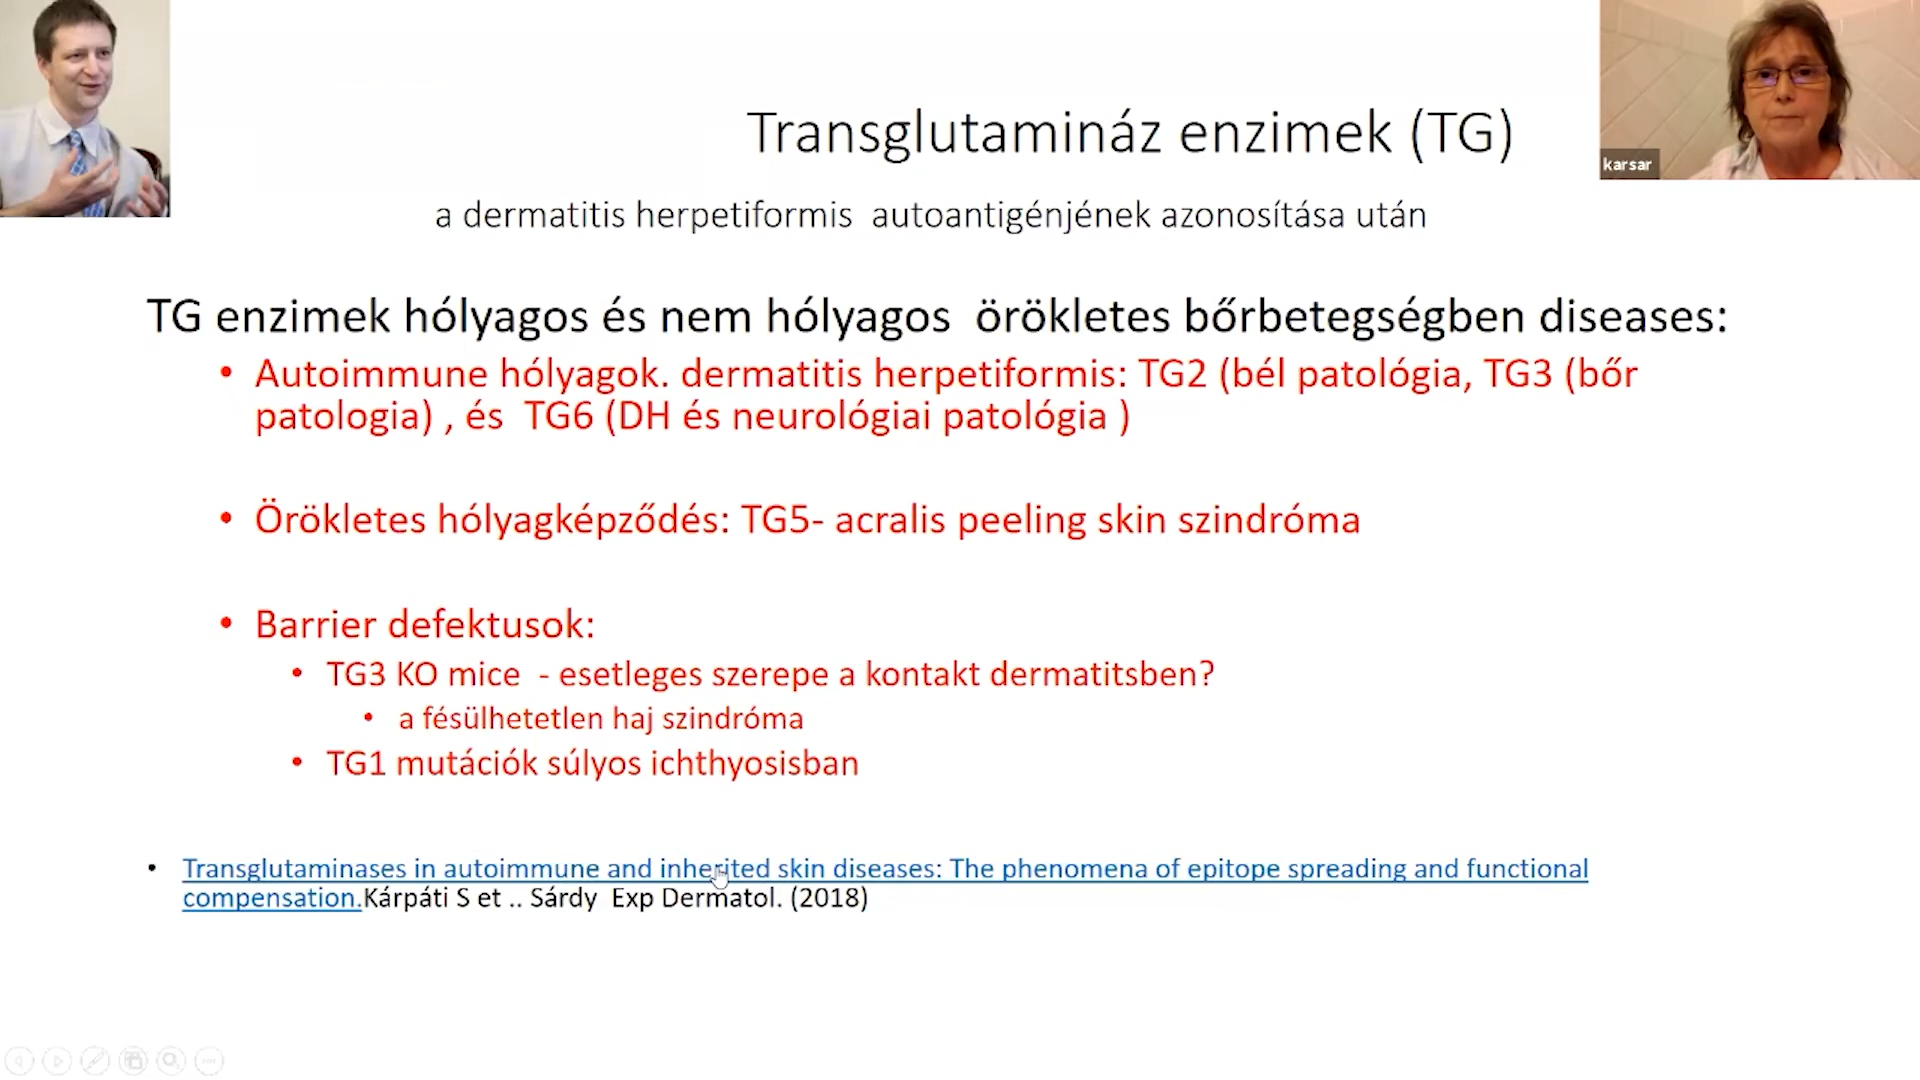 Transglutamináz enzimek (TG)
karsar
a dermatitis herpetiformis autoantigénjének azonosítása után
TG enzimek hólyagos és nem hólyagos örökletes bőrbetegségben diseases:
• Autoimmune hólyagok. dermatitis herpetiformis: TG2 (bél patológia, TG3 (bőr
patologia) , és TG6 (DH és neurológiai patológia )
• Örökletes hólyagképződés: TG5- acralis peeling skin szindróma
• Barrier defektusok:
• TG3 KO mice - esetleges szerepe a kontakt dermatitsben?
• a fésülhetetlen haj szindróma
• TG1 mutációk súlyos ichthyosisban
• Transglutaminases in autoimmune and inherited skin diseases: The phenomena of epitope spreading and functional
compensation.Kárpáti S et .. Sárdy Exp Dermatol. (2018)